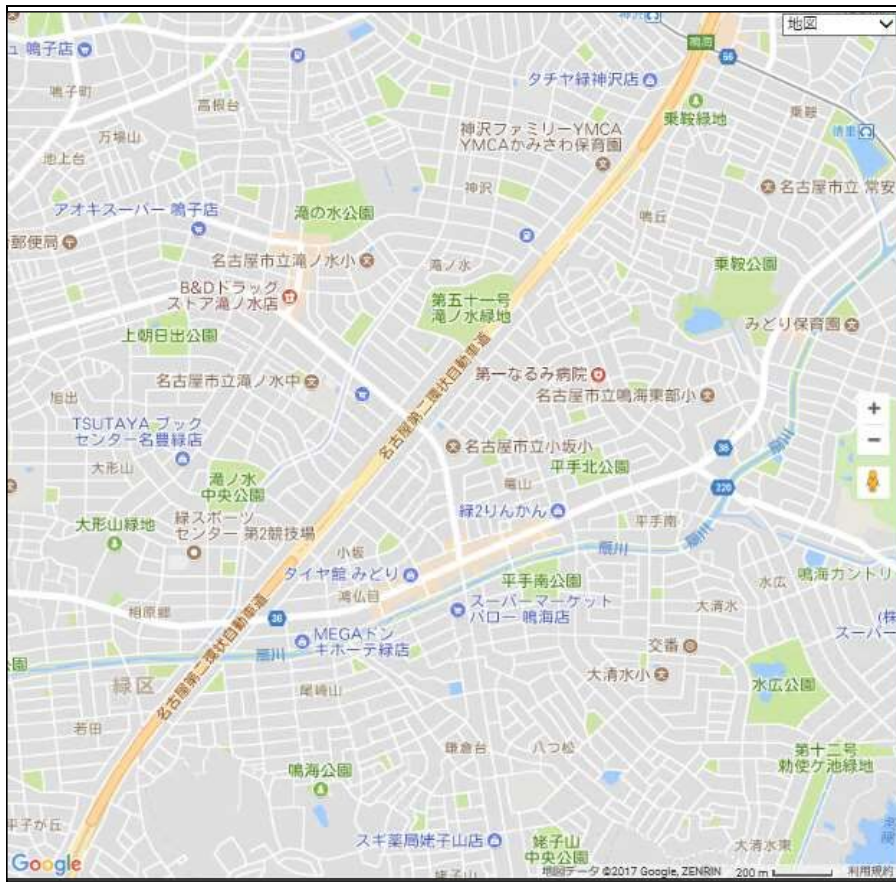 鳴子店
地図
鳴海
56
タチヤ緑神沢店
鳴子町
高根台
乗鞍緑地
乗鞍
万場山
神沢ファミリーYMCA
YMCAかみさわ保育園
池上台
神沢
名古屋市立 常安
アオキスーパー 鳴子店
滝の水公園
鳴丘
郵便局
名古屋市立滝ノ水小
滝ノ水
乗鞍公園
B&Dドラッグ
ストア滝ノ水店
第五十一号
滝ノ水緑地
上朝日出公園
みどり保育園
名古屋第二環状自動車道
名古屋市立滝ノ水中
第一なるみ病院
旭出
名古屋市立鳴海東部小
TSUTAYA ブック
センター名豊緑店
名古屋市立小坂小
36
扇川
大形山
平手北公園
滝ノ水
中央公園
220
緑2りんかん
大形山緑地
緑スポーツ
センター 第2競技場
平手南
扇川
扇川
小坂
タイヤ館 みどり
平手南公園
水広
鳴海カントリ
鴻仏目
相原郷
36
スーパーマーケット
バロー 鳴海店
大清水
(株
スーパー
MEGAドン
キホーテ緑店
交番
公園
扇川
緑区
尾崎山
大清水小
水広公園
名古屋第二環状自動車道
若田
鎌倉台
八つ松
第十二号
勅使ケ池緑地
鳴海公園
平子が丘
スギ薬局姥子山店
姥子山
中央公園
大清水東
Google
姥子山
地図データ ©2017 Google, ZENRIN
200 m
利用規約